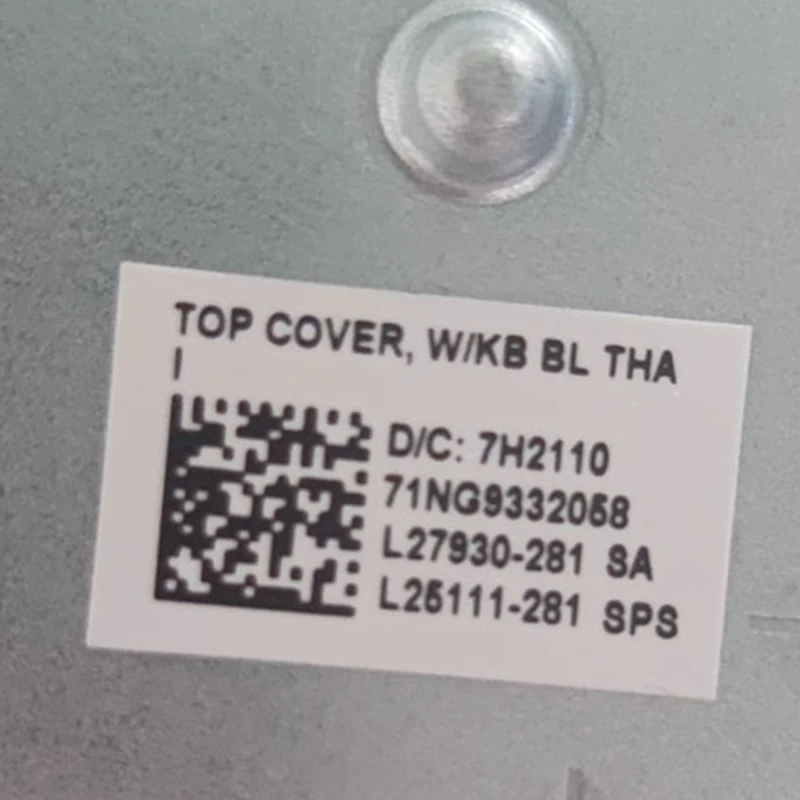 TOP COVER, W/KB BL THA
I
D/C: 7H2110
71NG9332058
L27930-281 SA
L25111-281 SPS